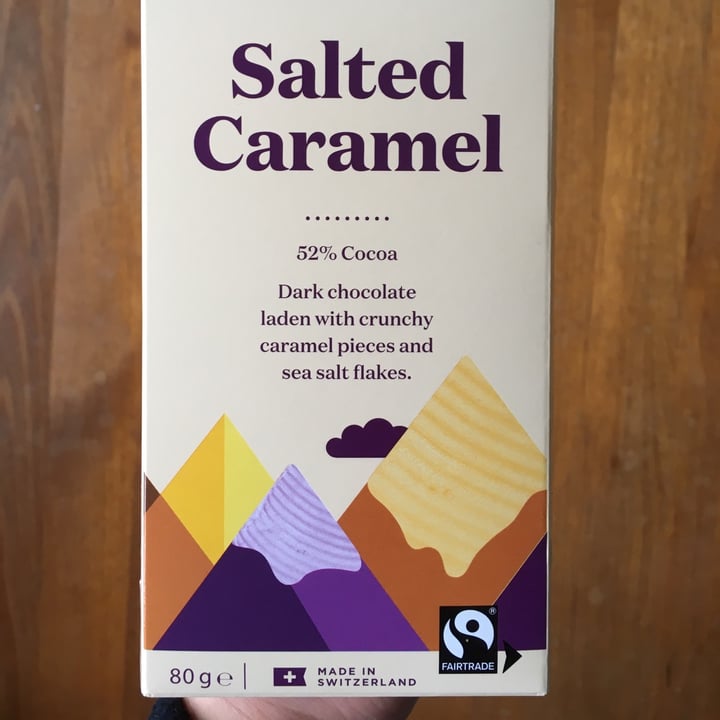 Salted
Caramel
52% Cocoa
Dark chocolate
laden with crunchy
caramel pieces and
sea salt flakes.
®
FAIRTRADE
80 g ℮
MADE IN
SWITZERLAND